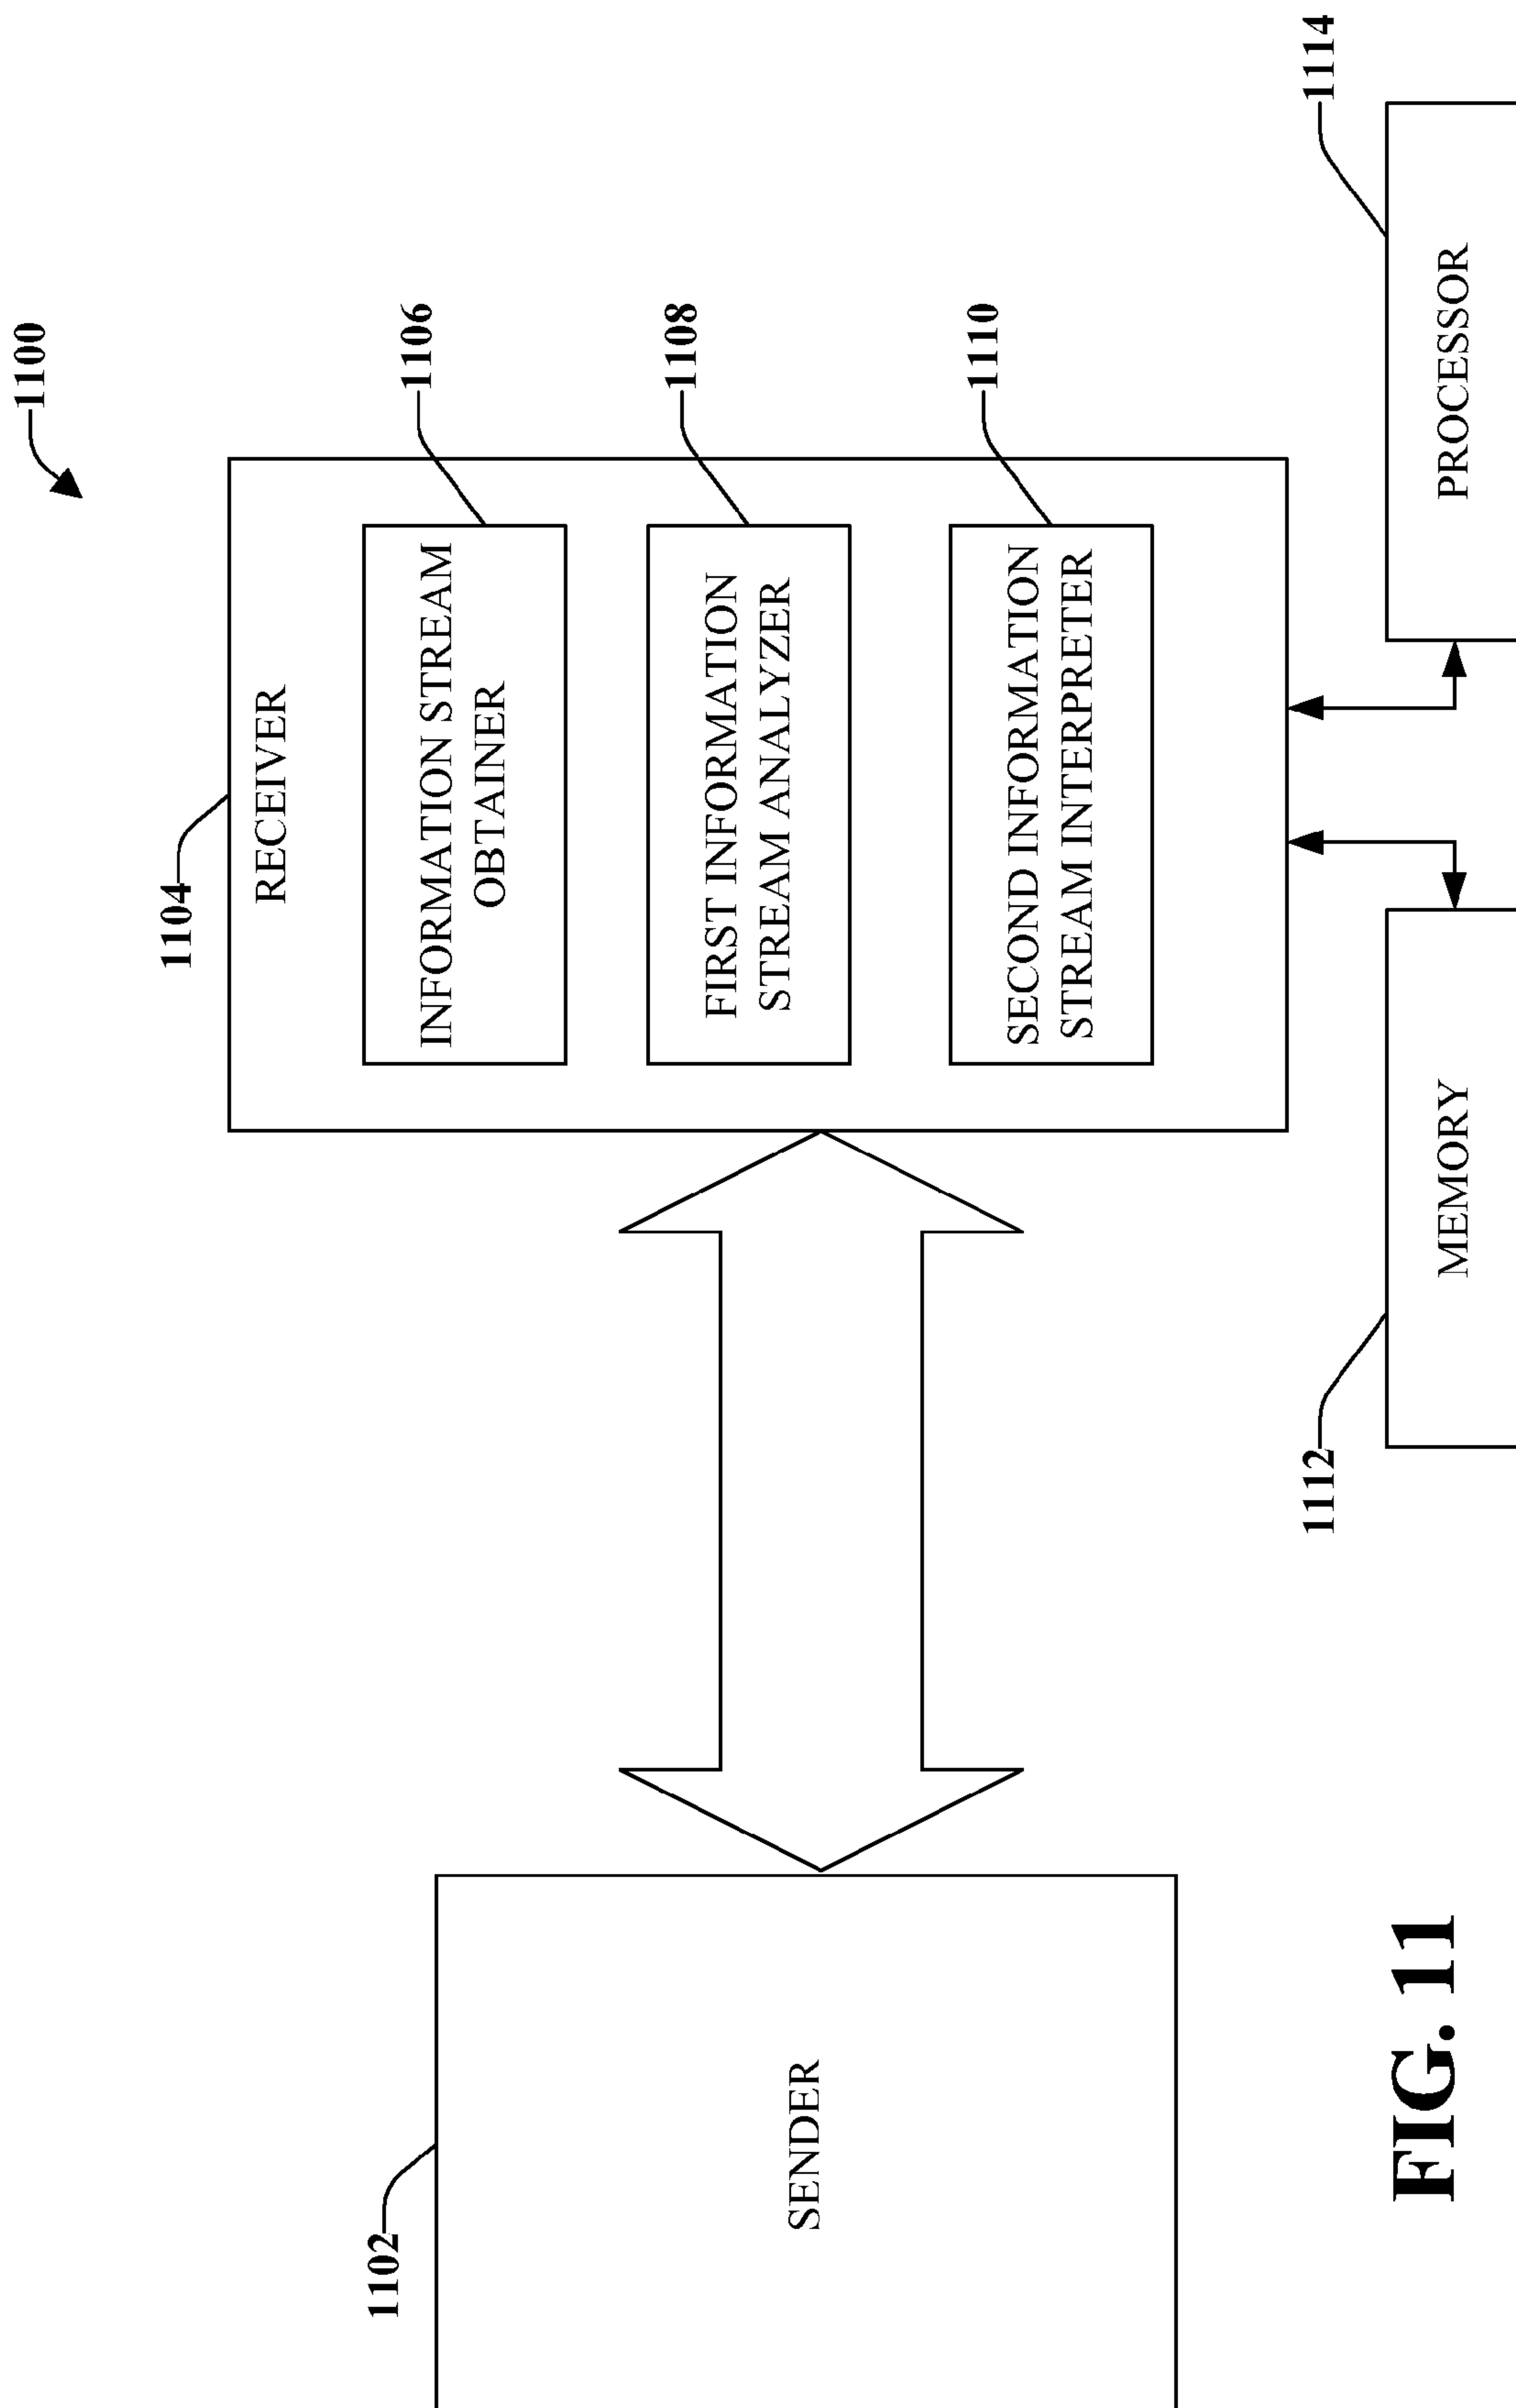 1100
1104
RECEIVER
1106
INFORMATION STREAM
OBTAINER
1102
1108
SENDER
FIRST INFORMATION
STREAM ANALYZER
1110
SECOND INFORMATION
STREAM INTERPRETER
1112
1114
MEMORY
PROCESSOR
FIG. 11